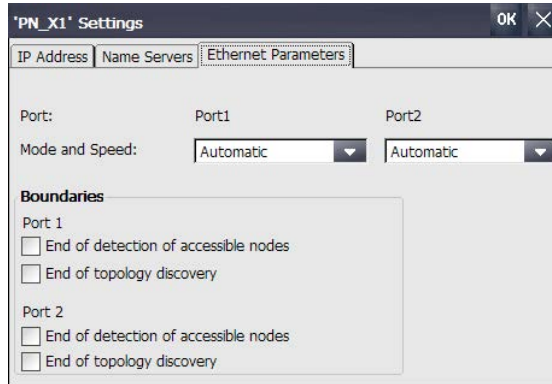 'PN_X1' Settings OK
IP Address Name Servers Ethernet Parameters
Port: Port1 Port2
Mode and Speed: Automatic Automatic
Boundaries
Port 1
End of detection of accessible nodes
End of topology discovery
Port 2
End of detection of accessible nodes
End of topology discovery